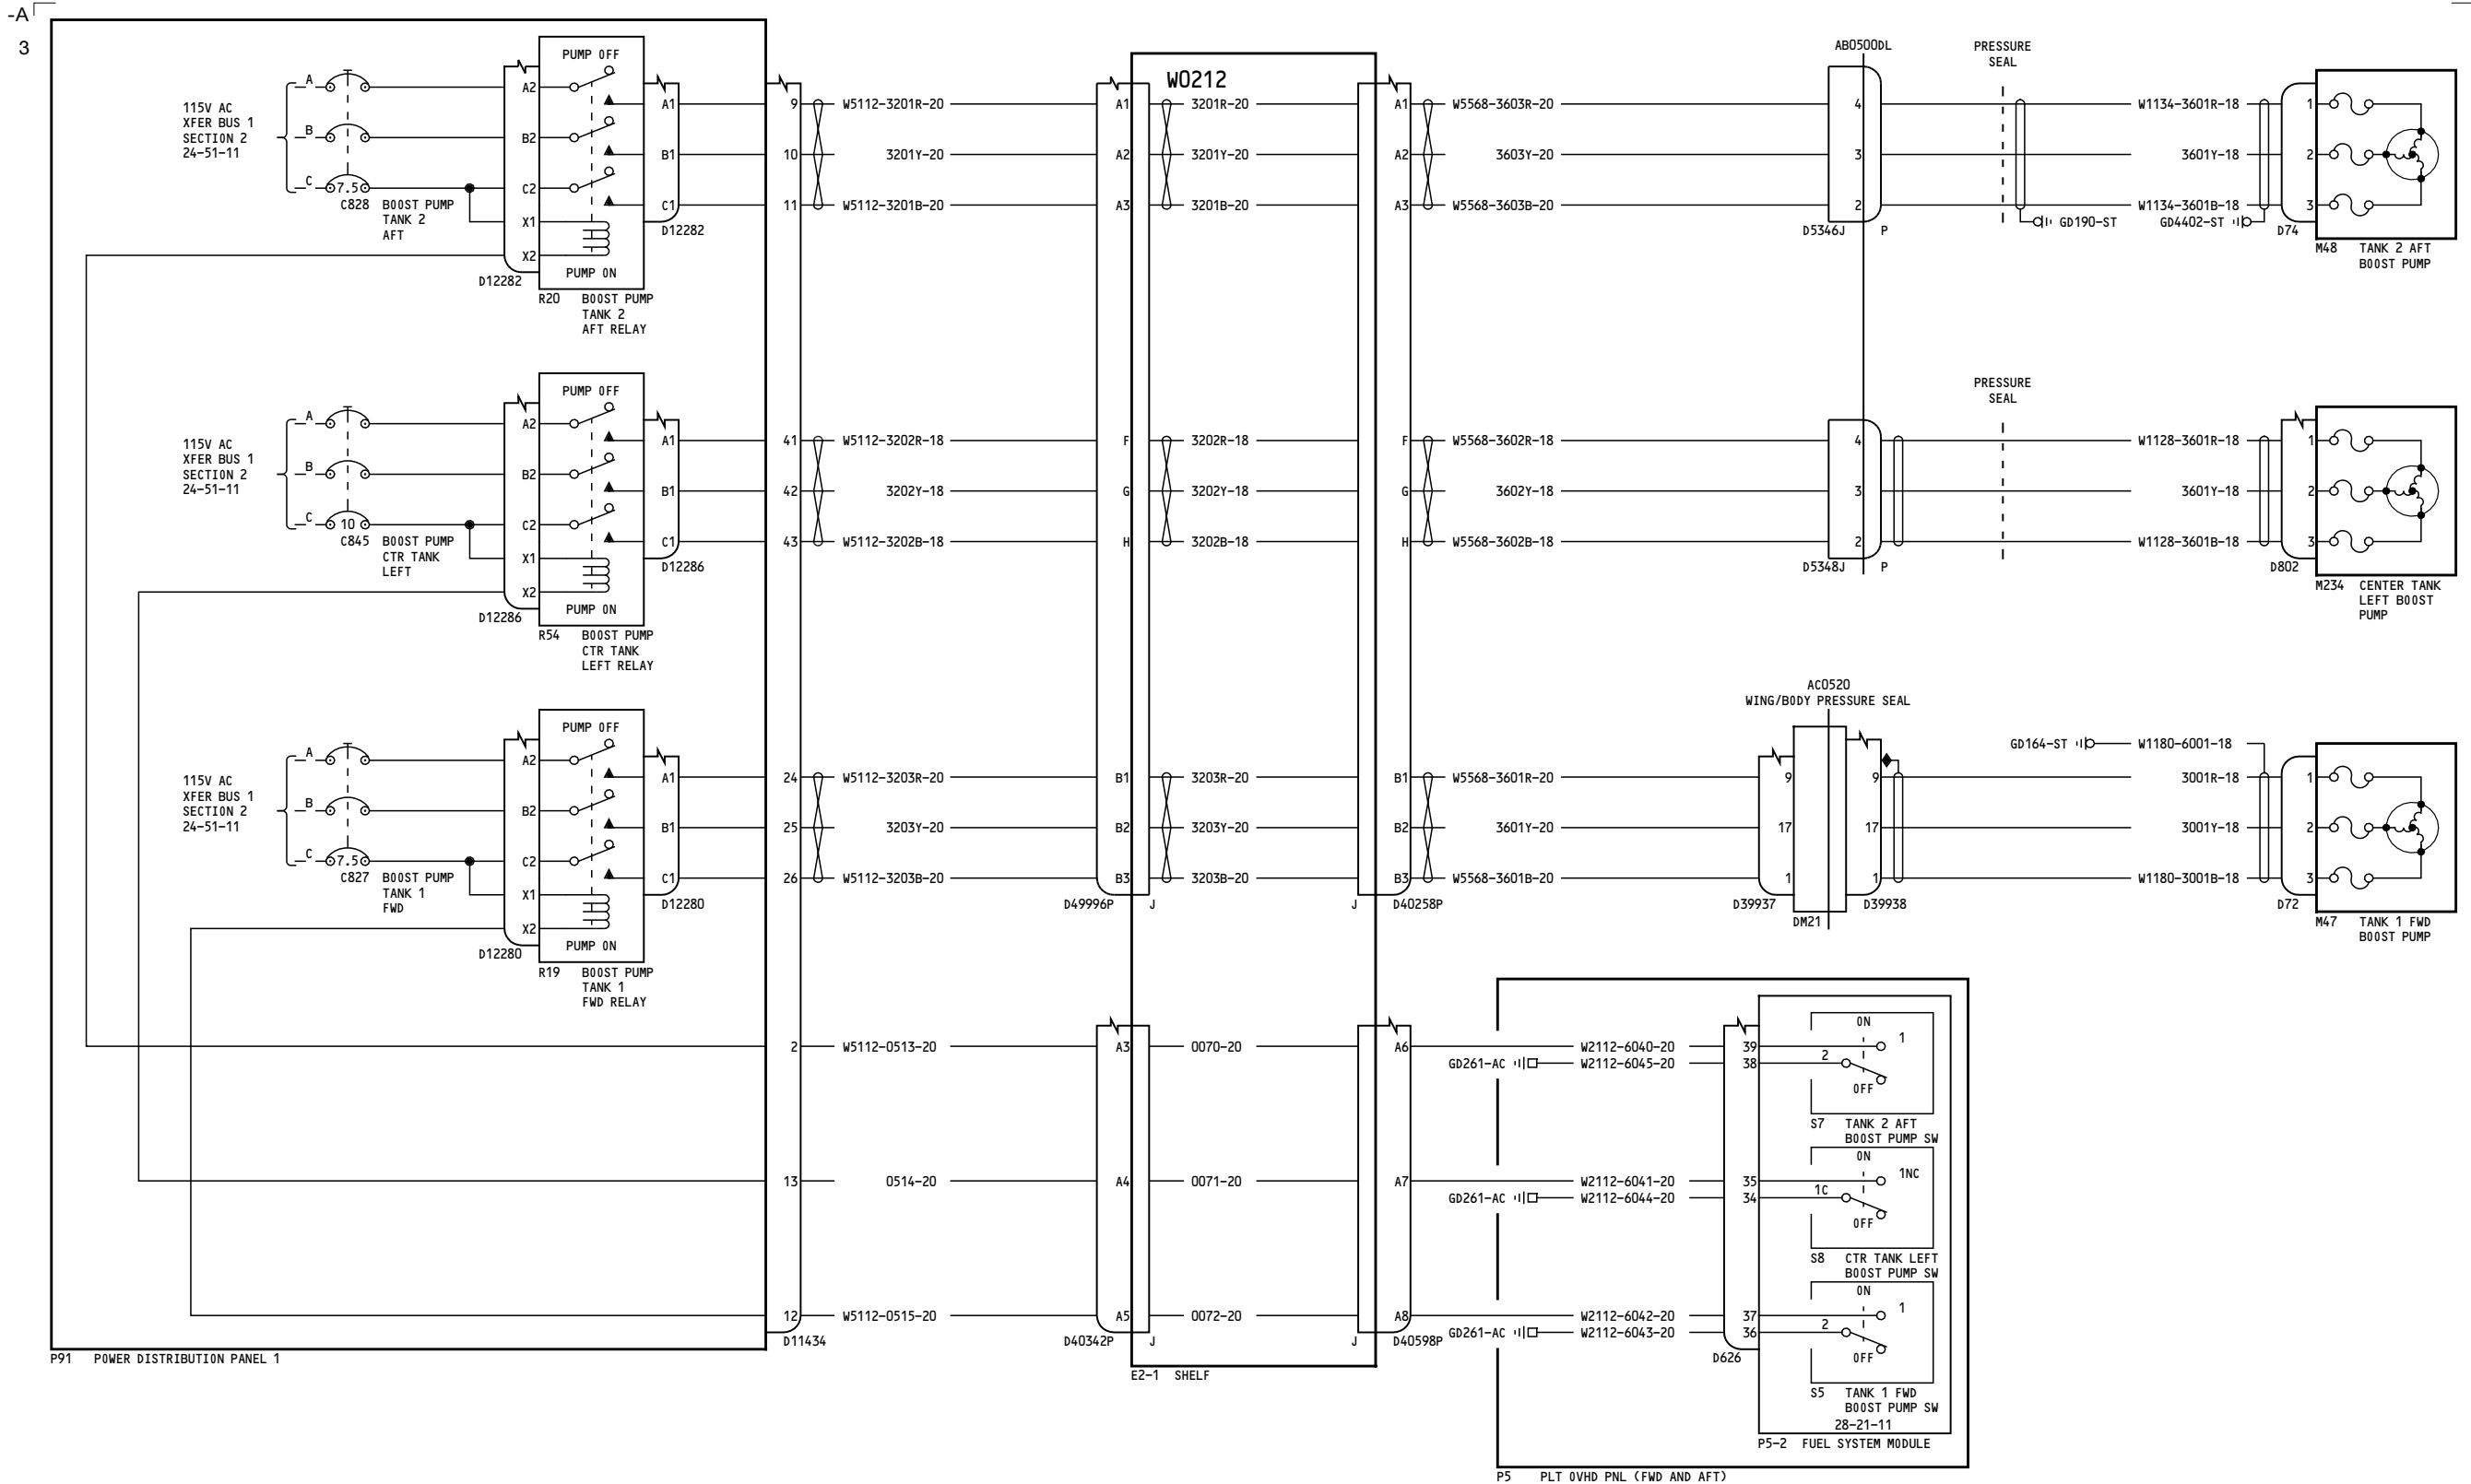 -A
3
PUMP OFF
A
B
C
115V AC
XFER BUS 1
SECTION 2
24-51-11
7.5
C828 BOOST PUMP
TANK 2
AFT
A2
B2
C2
X1
X2
D12282
PUMP ON
R20 BOOST PUMP
TANK 2
AFT RELAY
A1
B1
C1
D12282
9 W5112-3201R-20
10 3201Y-20
11 W5112-3201B-20
W0212
A1 3201R-20
A2 3201Y-20
A3 3201B-20
A1 W5568-3603R-20
A2 3603Y-20
A3 W5568-3603B-20
AB0500DL
4
3
2
D5346J P
PRESSURE
SEAL
GD190-ST
W1134-3601R-18
3601Y-18
W1134-3601B-18
GD4402-ST
1
2
3
D74
M48 TANK 2 AFT
BOOST PUMP
PUMP OFF
A
B
C
115V AC
XFER BUS 1
SECTION 2
24-51-11
10
C845 BOOST PUMP
CTR TANK
LEFT
A2
B2
C2
X1
X2
D12286
PUMP ON
R54 BOOST PUMP
CTR TANK
LEFT RELAY
A1
B1
C1
D12286
41 W5112-3202R-18
42 3202Y-18
43 W5112-3202B-18
F 3202R-18
G 3202Y-18
H 3202B-18
F W5568-3602R-18
G 3602Y-18
H W5568-3602B-18
4
3
2
D5348J P
PRESSURE
SEAL
W1128-3601R-18
3601Y-18
W1128-3601B-18
1
2
3
D802
M234 CENTER TANK
LEFT BOOST
PUMP
PUMP OFF
A
B
C
115V AC
XFER BUS 1
SECTION 2
24-51-11
7.5
C827 BOOST PUMP
TANK 1
FWD
A2
B2
C2
X1
X2
D12280
PUMP ON
R19 BOOST PUMP
TANK 1
FWD RELAY
A1
B1
C1
D12280
24 W5112-3203R-20
25 3203Y-20
26 W5112-3203B-20
B1 3203R-20
B2 3203Y-20
B3 3203B-20
D49996P J
B1 W5568-3601R-20
B2 3601Y-20
B3 W5568-3601B-20
J D40258P
AC0520
WING/BODY PRESSURE SEAL
9
17
1
D39937
DM21
9
17
1
D39938
GD164-ST W1180-6001-18
3001R-18
3001Y-18
W1180-3001B-18
1
2
3
D72
M47 TANK 1 FWD
BOOST PUMP
2 W5112-0513-20
13 0514-20
12 W5112-0515-20
D11434
P91 POWER DISTRIBUTION PANEL 1
A3 0070-20
A4 0071-20
A5 0072-20
D40342P J
A6
A7
A8
J D40598P
E2-1 SHELF
W2112-6040-20 39
GD261-AC W2112-6045-20 38
ON
1
2
OFF
S7 TANK 2 AFT
BOOST PUMP SW
W2112-6041-20 35
GD261-AC W2112-6044-20 34
ON
1NC
1C
OFF
S8 CTR TANK LEFT
BOOST PUMP SW
W2112-6042-20 37
GD261-AC W2112-6043-20 36
D626
ON
1
2
OFF
S5 TANK 1 FWD
BOOST PUMP SW
28-21-11
P5-2 FUEL SYSTEM MODULE
P5 PLT OVHD PNL (FWD AND AFT)